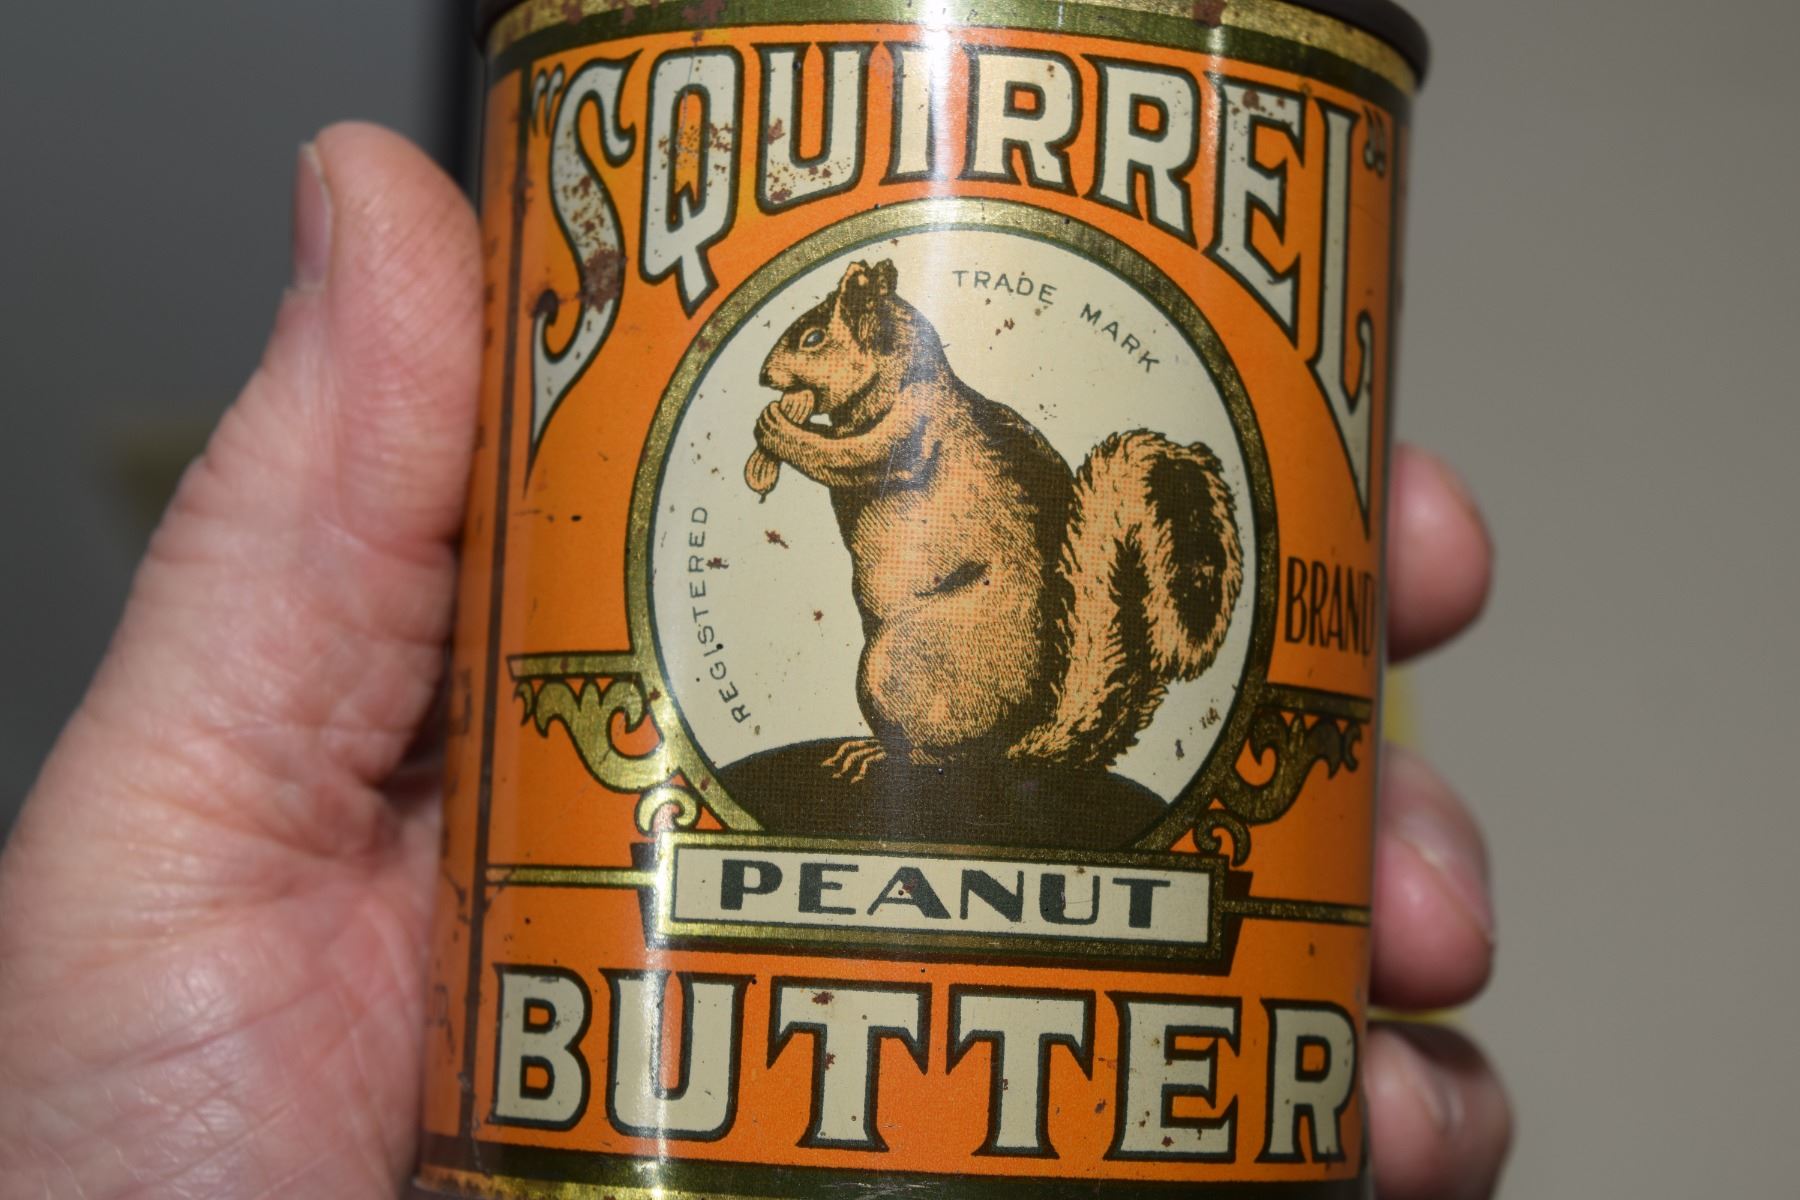 "SQUIRREL"
TRADE MARK
REGISTERED
BRAND
PEANUT
BUTTER